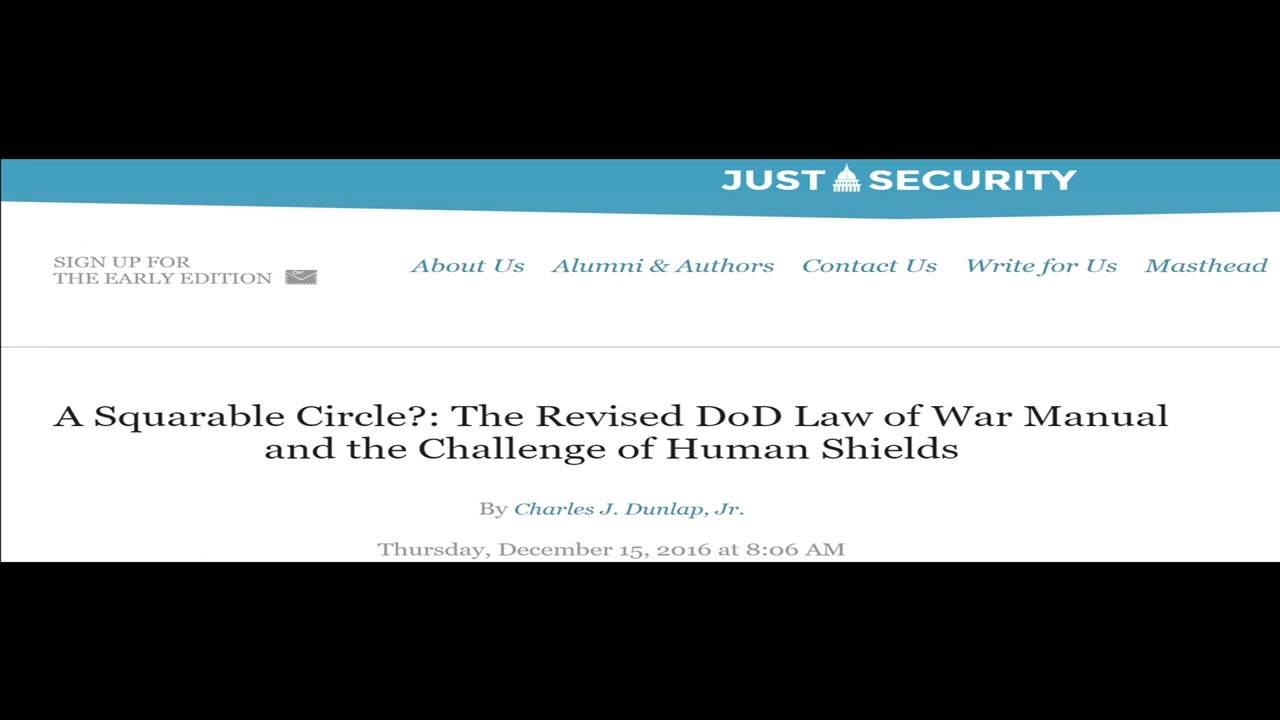 JUST SECURITY
SIGN UP FOR
THE EARLY EDITION
About Us Alumni & Authors Contact Us Write for Us Masthead
A Squarable Circle?: The Revised DoD Law of War Manual
and the Challenge of Human Shields
By Charles J. Dunlap, Jr.
Thursday, December 15, 2016 at 8:06 AM